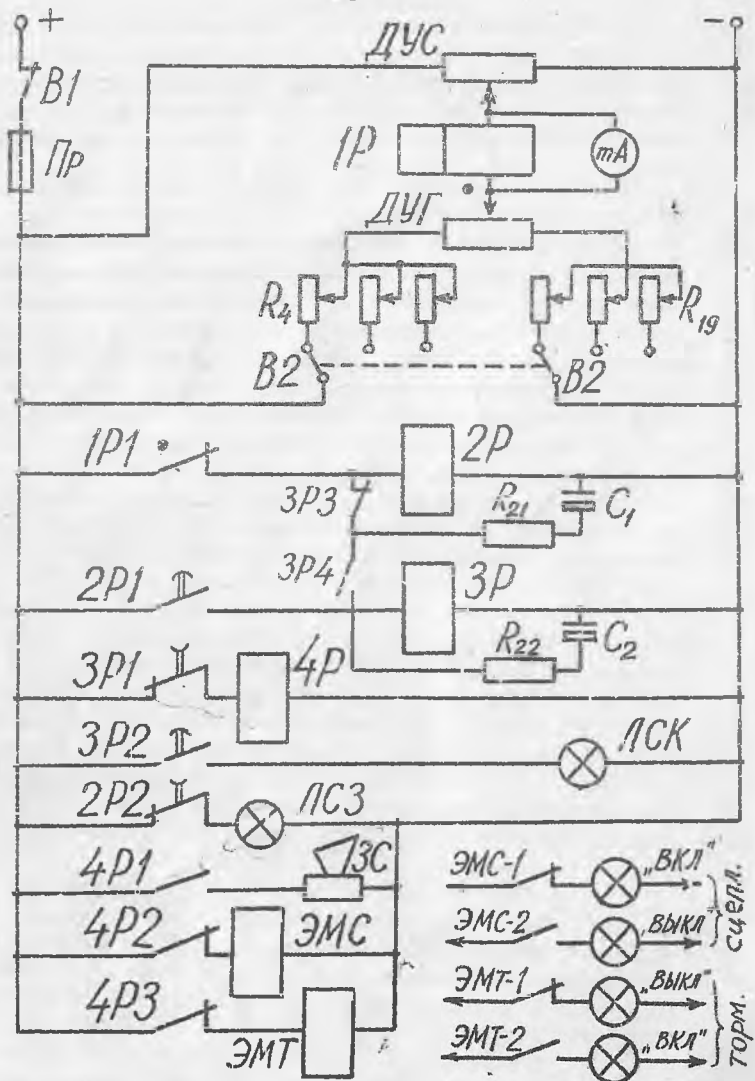 +
-
ДУС
В1
1Р
mA
Пр
ДУГ
R4
R19
В2
В2
1Р1
2Р
3Р3
R21
C1
3Р4
2Р1
3Р
R22
C2
3Р1
4Р
3Р2
ЛСК
2Р2
ЛСЗ
4Р1
ЗС
ЭМС-1
„ВКЛ"
4Р2
ЭМС
ЭМС-2
„ВЫКЛ"
сцепл.
4Р3
ЭМТ
ЭМТ-1
„ВЫКЛ"
ЭМТ-2
„ВКЛ"
торм.